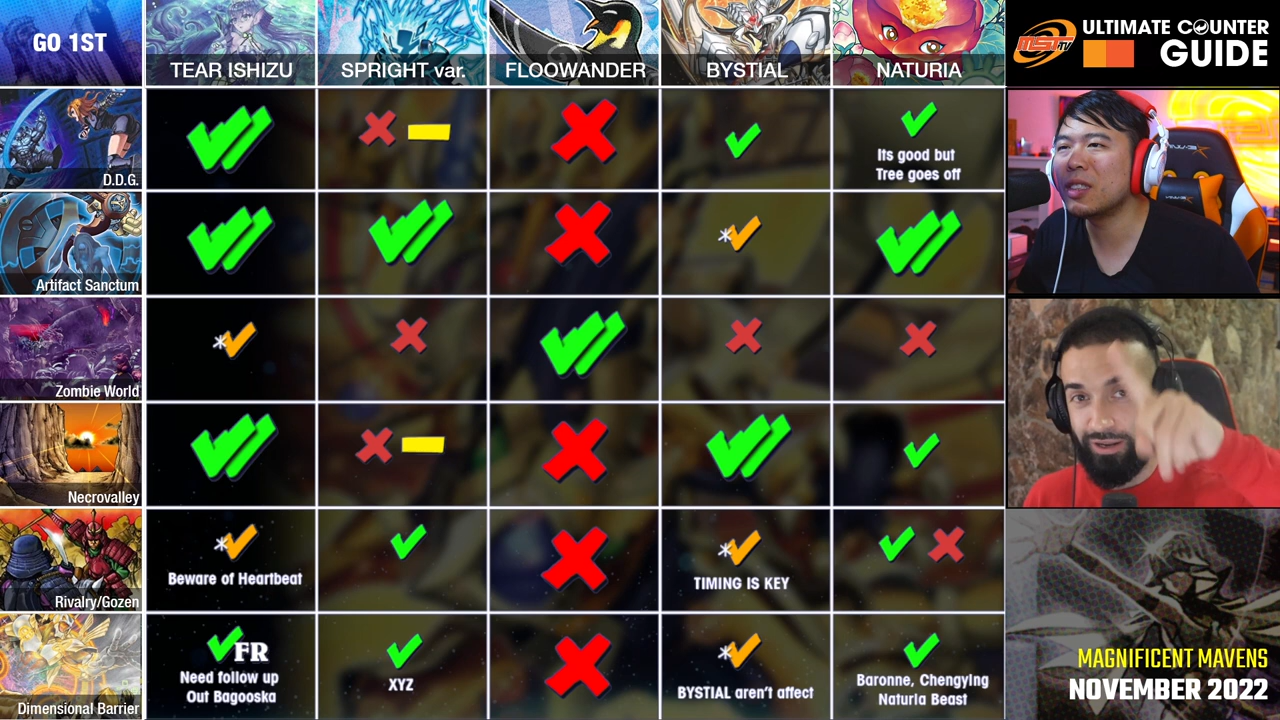 GO 1ST
TEAR ISHIZU
SPRIGHT var.
FLOOWANDER
BYSTIAL
NATURIA
MST TV
ULTIMATE COUNTER
GUIDE
D.D.G.
Its good but
Tree goes off
Artifact Sanctum
*
Zombie World
*
Necrovalley
Rivalry/Gozen
*
Beware of Heartbeat
*
TIMING IS KEY
Dimensional Barrier
FR
Need follow up
Out Bagooska
XYZ
*
BYSTIAL aren't affect
Baronne, Chengying
Naturia Beast
MAGNIFICENT MAVENS
NOVEMBER 2022